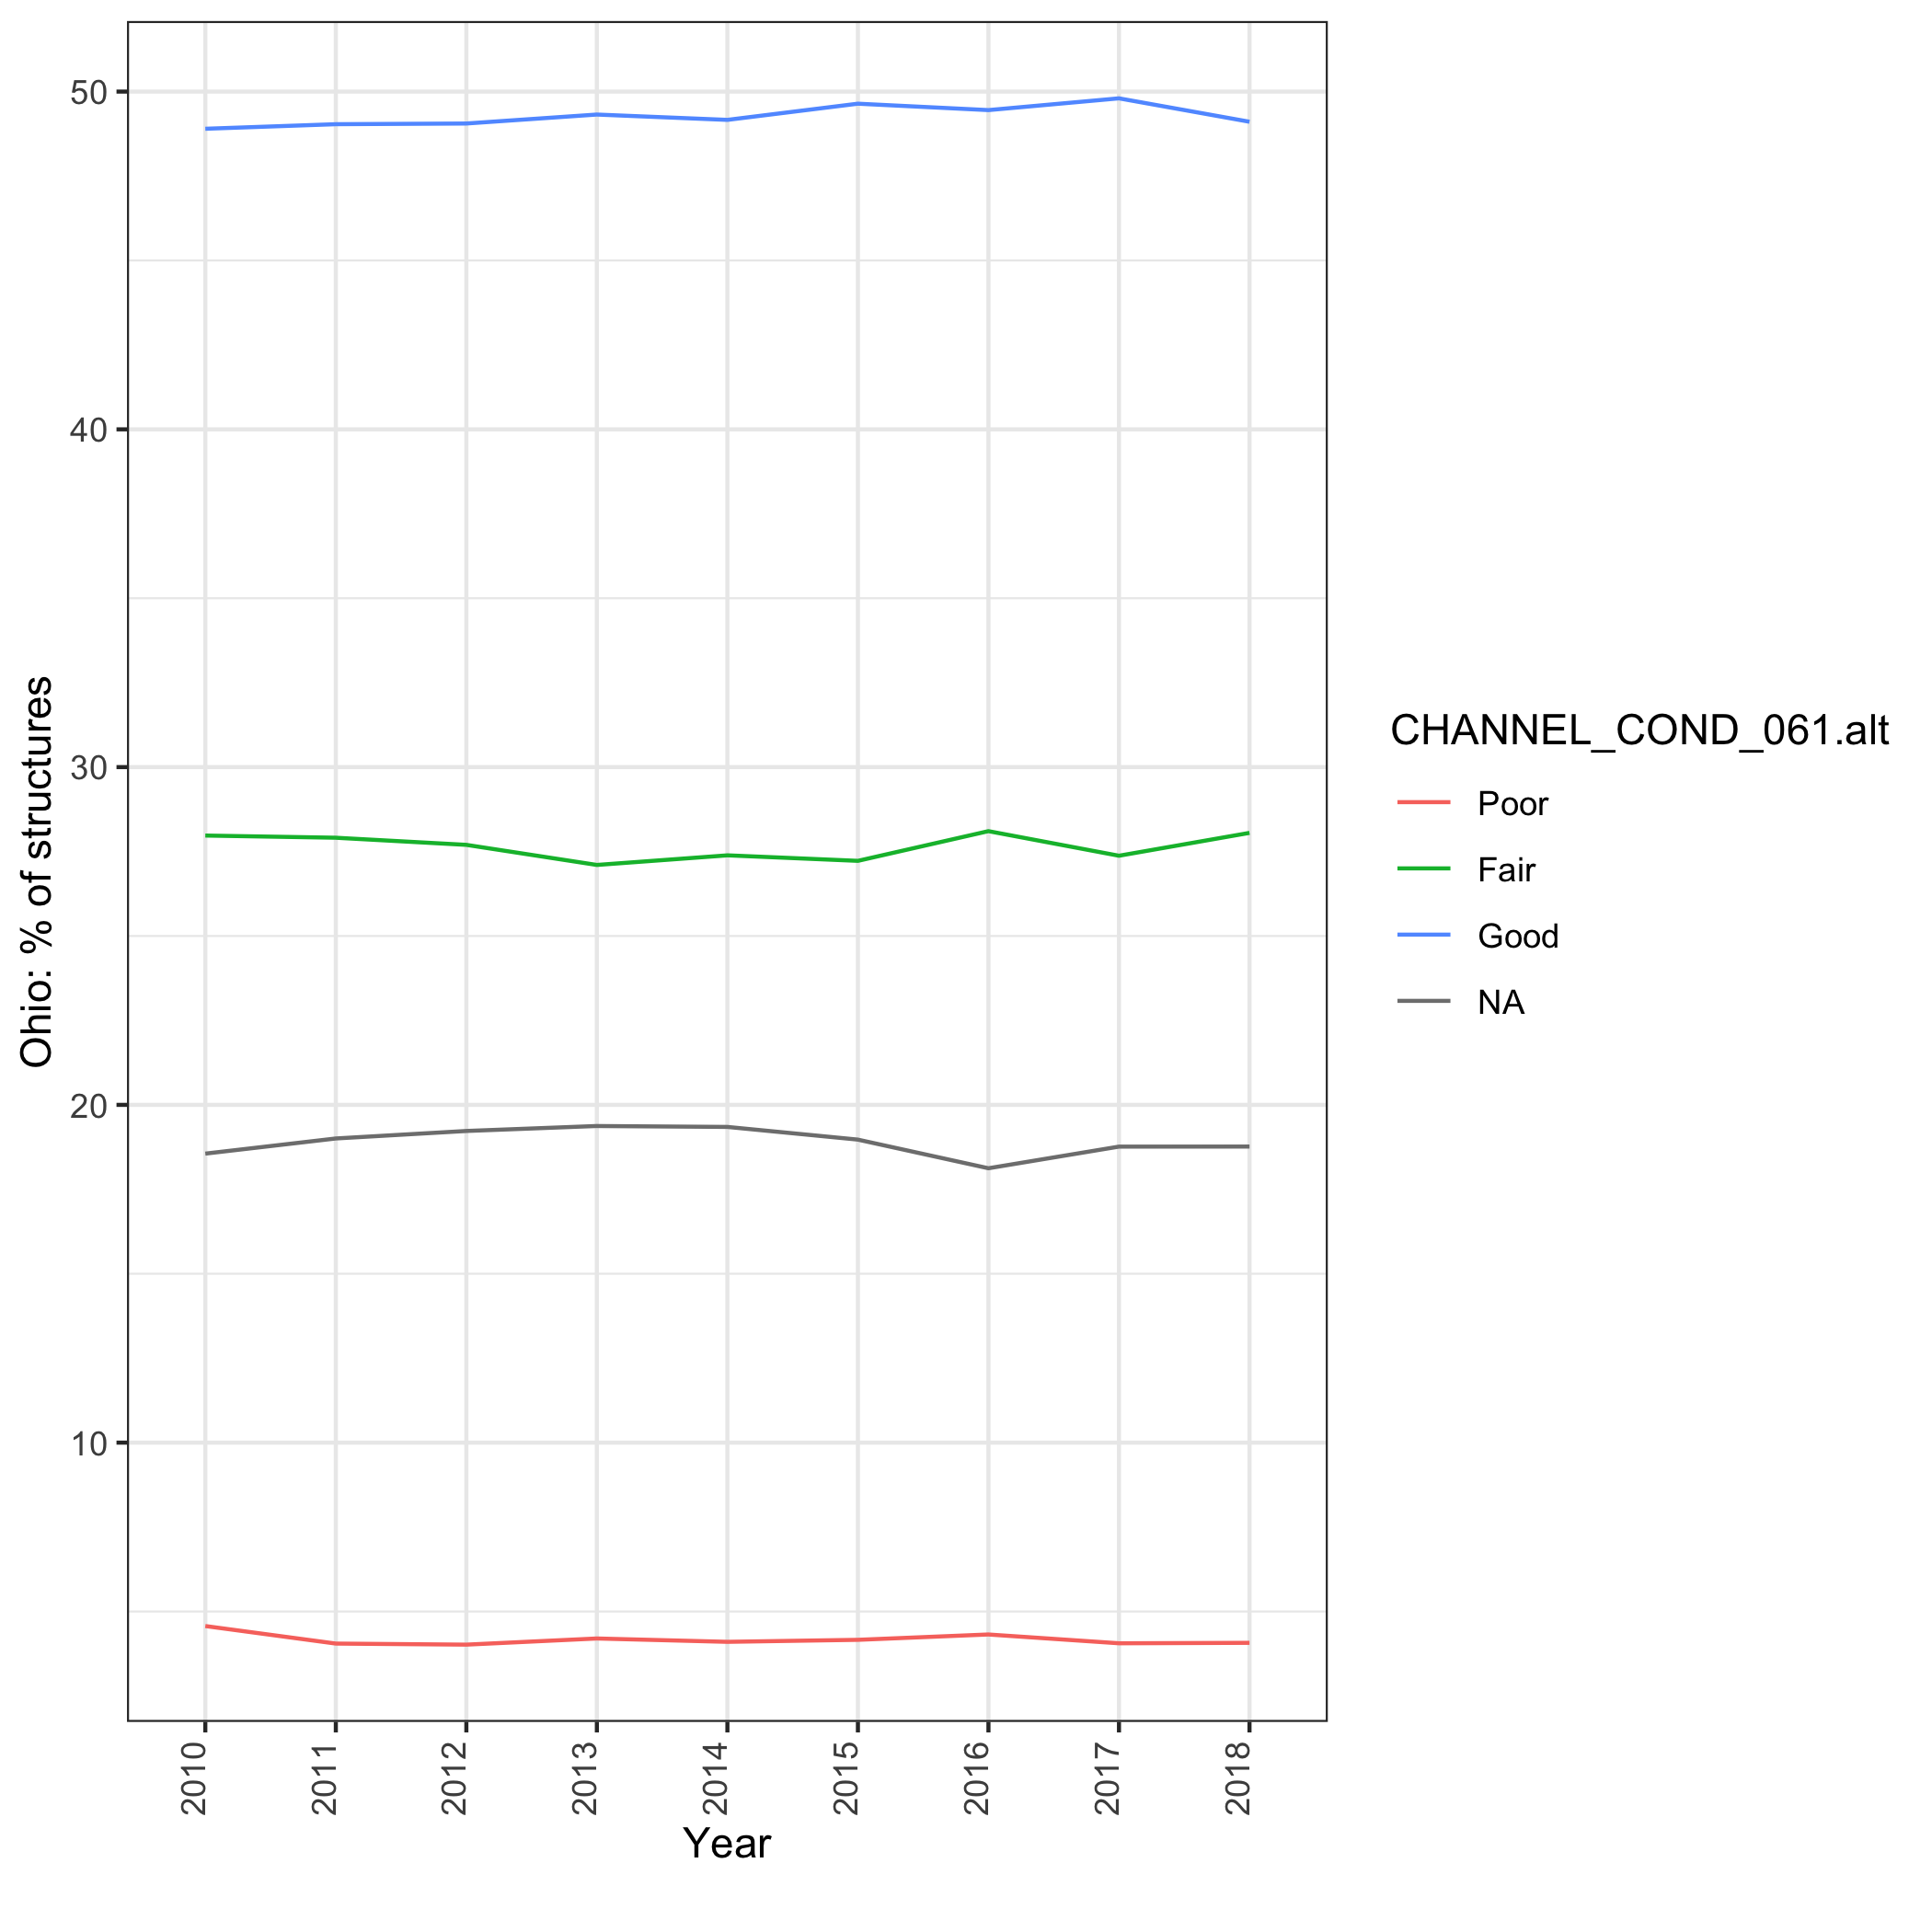 Ohio: % of structures
50
40
30
20
10
2010
2011
2012
2013
2014
2015
2016
2017
2018
Year
CHANNEL_COND_061.alt
Poor
Fair
Good
NA